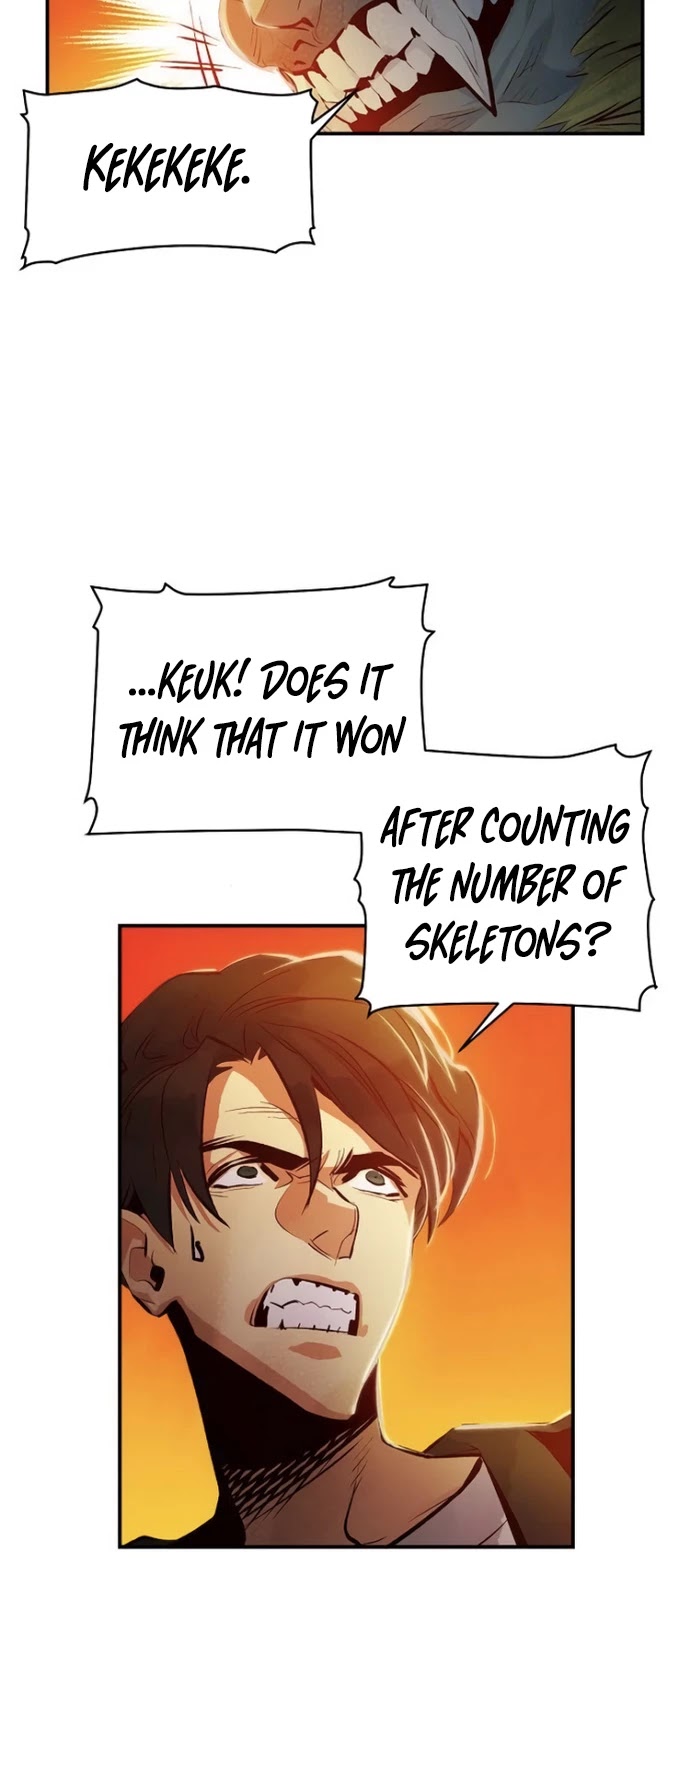 KEKEKEKE.
...KEUK! DOES IT
THINK THAT IT WON
AFTER COUNTING
THE NUMBER OF
SKELETONS?